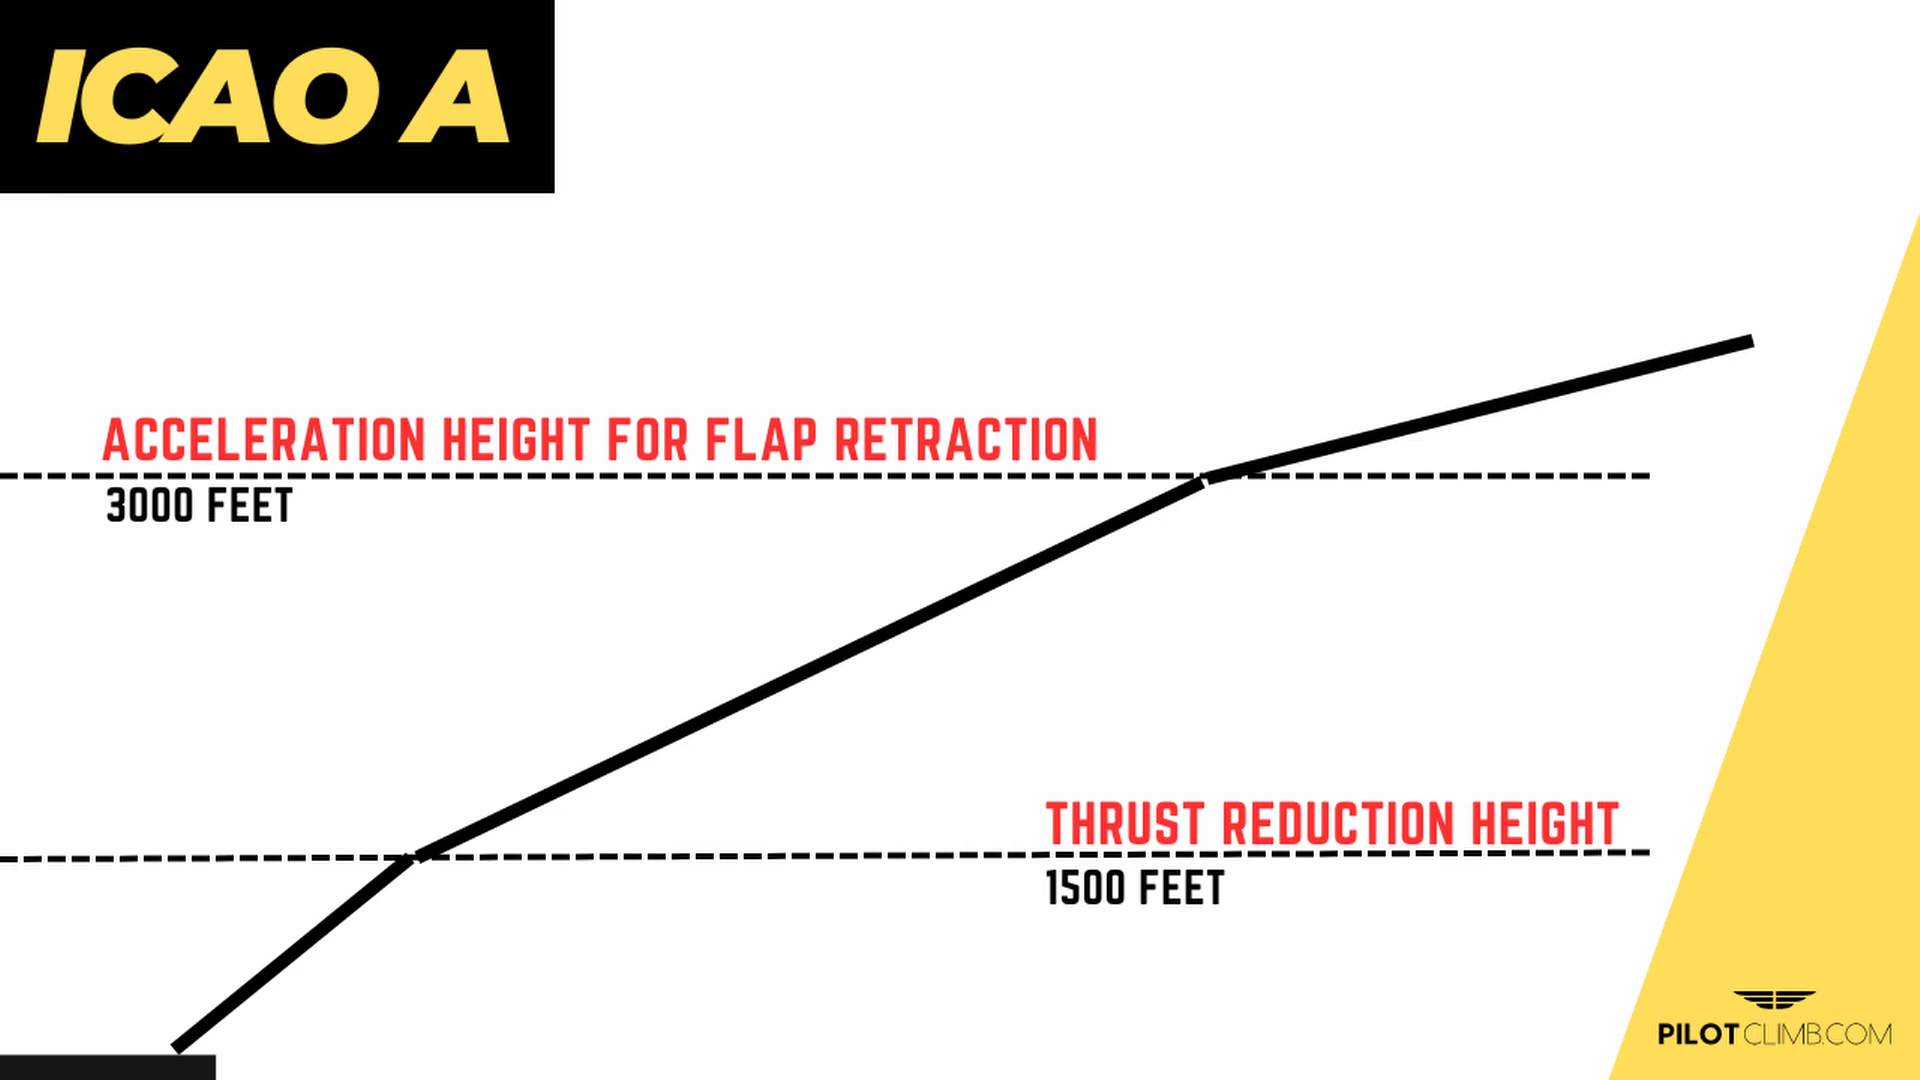 ICAO A
ACCELERATION HEIGHT FOR FLAP RETRACTION
3000 FEET
THRUST REDUCTION HEIGHT
1500 FEET
PILOTCLIMB.COM